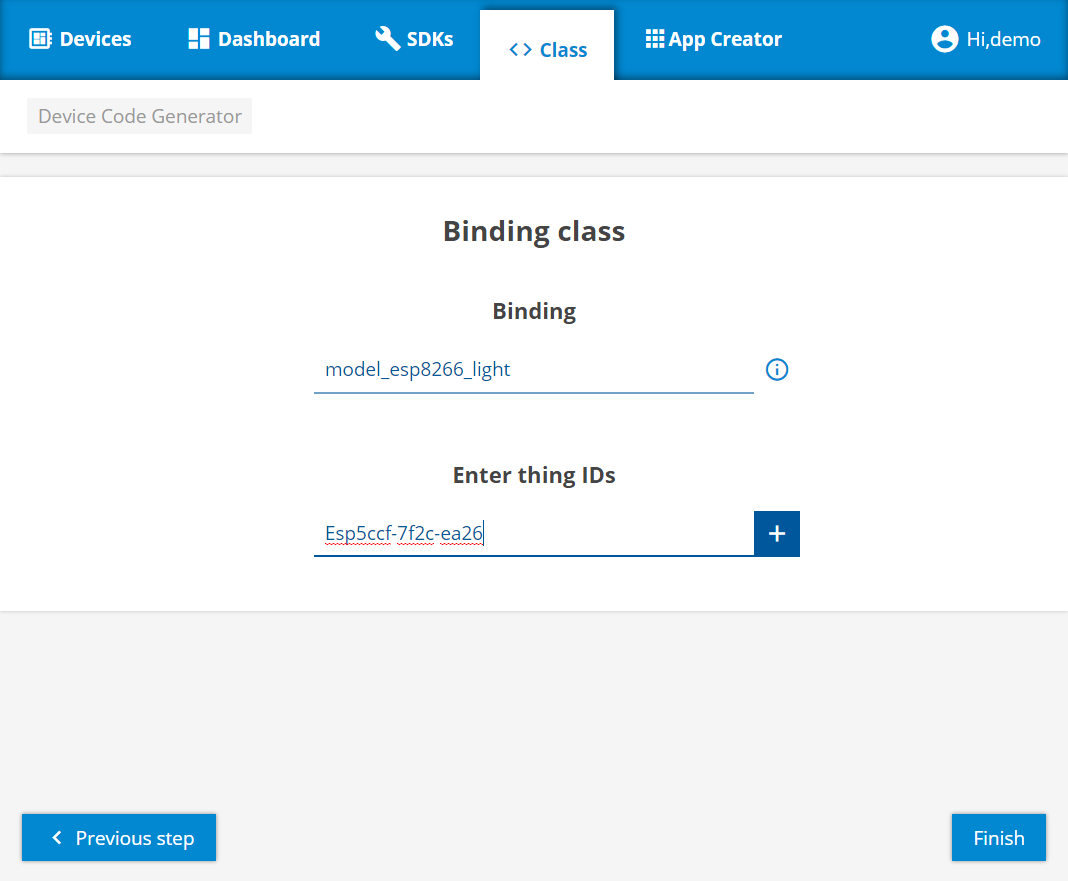 Devices
Dashboard
SDKs
<> Class
App Creator
Hi,demo
Device Code Generator
Binding class
Binding
model_esp8266_light
Enter thing IDs
Esp5ccf-7f2c-ea26
Previous step
Finish